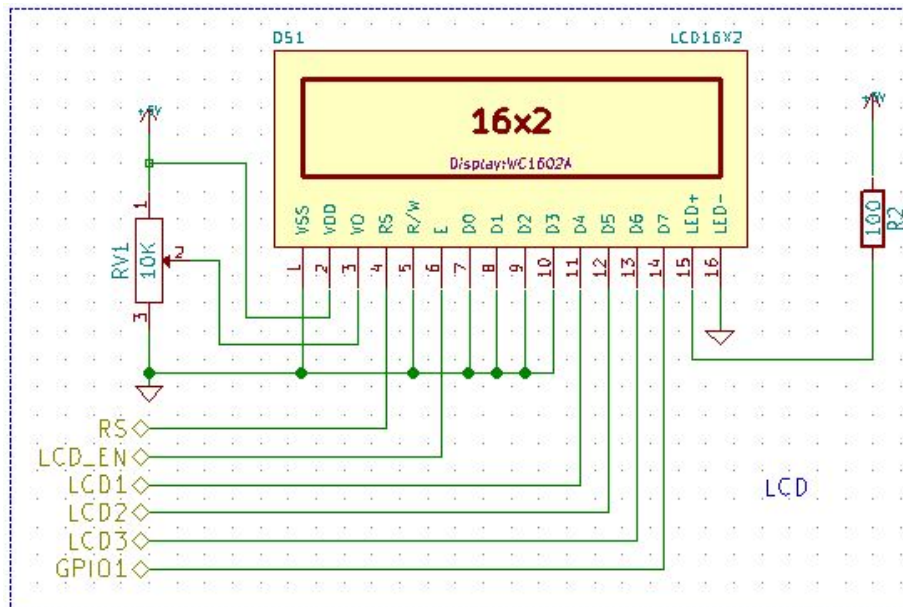 DS1
LCD16X2
+5V
+5V
16x2
Display:WC1602A
VSS
VDD
VO
RS
R/W
E
D0
D1
D2
D3
D4
D5
D6
D7
LED+
LED-
1
2
3
4
5
6
7
8
9
10
11
12
13
14
15
16
1
RV1
10K
2
3
100
R2
RS
LCD_EN
LCD1
LCD2
LCD3
GPIO1
LCD